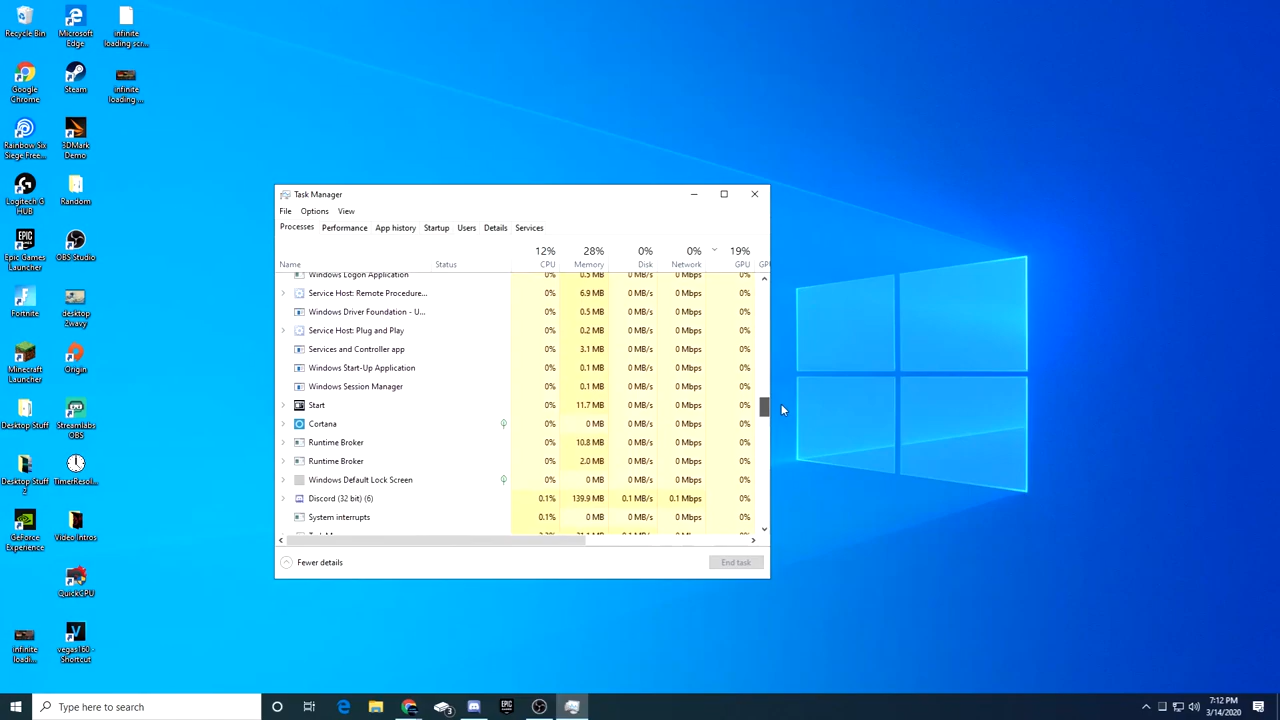 Recycle Bin
Microsoft
Edge
infinite
loading scr...
Google
Chrome
Steam
infinite
loading ...
Rainbow Six
Siege Free...
3DMark
Demo
Logitech G
HUB
Random
Epic Games
Launcher
OBS Studio
Fortnite
desktop
2wavy
Minecraft
Launcher
Origin
Desktop Stuff
Streamlabs
OBS
Desktop Stuff
2
TimerResol...
GeForce
Experience
Video Intros
QuickCPU
infinite
loadi...
vegas160 -
Shortcut
Task Manager
File Options View
Processes Performance App history Startup Users Details Services
12% 28% 0% 0% 19%
Name Status CPU Memory Disk Network GPU GPU
Windows Logon Application 0% 0.5 MB 0 MB/s 0 Mbps 0%
Service Host: Remote Procedure... 0% 6.9 MB 0 MB/s 0 Mbps 0%
Windows Driver Foundation - U... 0% 0.5 MB 0 MB/s 0 Mbps 0%
Service Host: Plug and Play 0% 0.2 MB 0 MB/s 0 Mbps 0%
Services and Controller app 0% 3.1 MB 0 MB/s 0 Mbps 0%
Windows Start-Up Application 0% 0.1 MB 0 MB/s 0 Mbps 0%
Windows Session Manager 0% 0.1 MB 0 MB/s 0 Mbps 0%
Start 0% 11.7 MB 0 MB/s 0 Mbps 0%
Cortana 0% 0 MB 0 MB/s 0 Mbps 0%
Runtime Broker 0% 10.8 MB 0 MB/s 0 Mbps 0%
Runtime Broker 0% 2.0 MB 0 MB/s 0 Mbps 0%
Windows Default Lock Screen 0% 0 MB 0 MB/s 0 Mbps 0%
Discord (32 bit) (6) 0.1% 139.9 MB 0.1 MB/s 0.1 Mbps 0%
System interrupts 0.1% 0 MB 0 MB/s 0 Mbps 0%
Fewer details End task
Type here to search
7:12 PM
3/14/2020